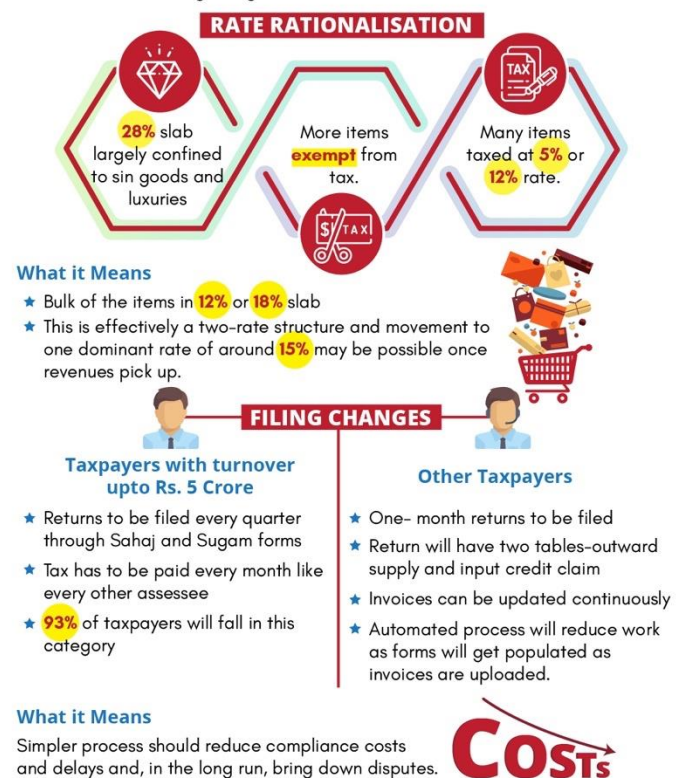 RATE RATIONALISATION
28% slab
largely confined
to sin goods and
luxuries
More items
exempt from
tax.
TAX
Many items
taxed at 5% or
12% rate.
$ TAX
What it Means
Bulk of the items in 12% or 18% slab
This is effectively a two-rate structure and movement to
one dominant rate of around 15% may be possible once
revenues pick up.
FILING CHANGES
Taxpayers with turnover
upto Rs. 5 Crore
Returns to be filed every quarter
through Sahaj and Sugam forms
Tax has to be paid every month like
every other assessee
93% of taxpayers will fall in this
category
Other Taxpayers
One- month returns to be filed
Return will have two tables-outward
supply and input credit claim
Invoices can be updated continuously
Automated process will reduce work
as forms will get populated as
invoices are uploaded.
What it Means
Simpler process should reduce compliance costs
and delays and, in the long run, bring down disputes.
COSTs